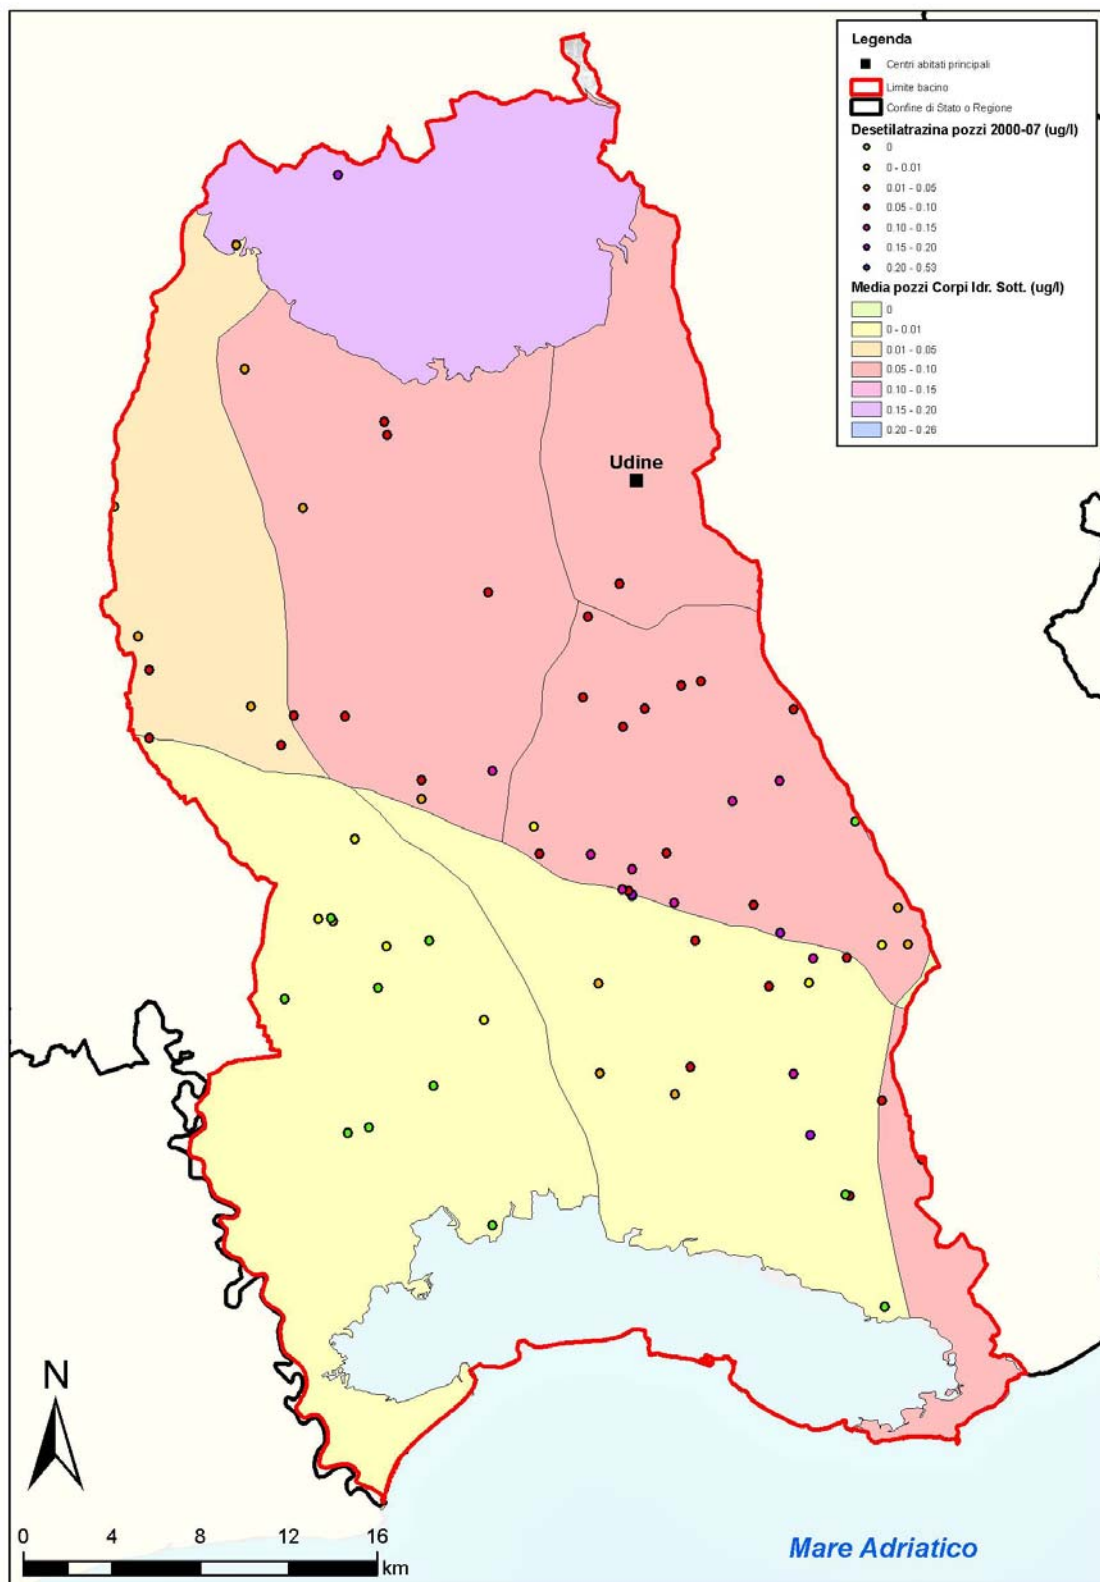 Legenda
Centri abitati principali
Limite bacino
Confine di Stato o Regione
Desetilatrazina pozzi 2000-07 (ug/l)
0
0 - 0.01
0.01 - 0.05
0.05 - 0.10
0.10 - 0.15
0.15 - 0.20
0.20 - 0.53
Media pozzi Corpi Idr. Sott. (ug/l)
0
0 - 0.01
0.01 - 0.05
0.05 - 0.10
0.10 - 0.15
0.15 - 0.20
0.20 - 0.26
Udine
N
0 4 8 12 16
km
Mare Adriatico